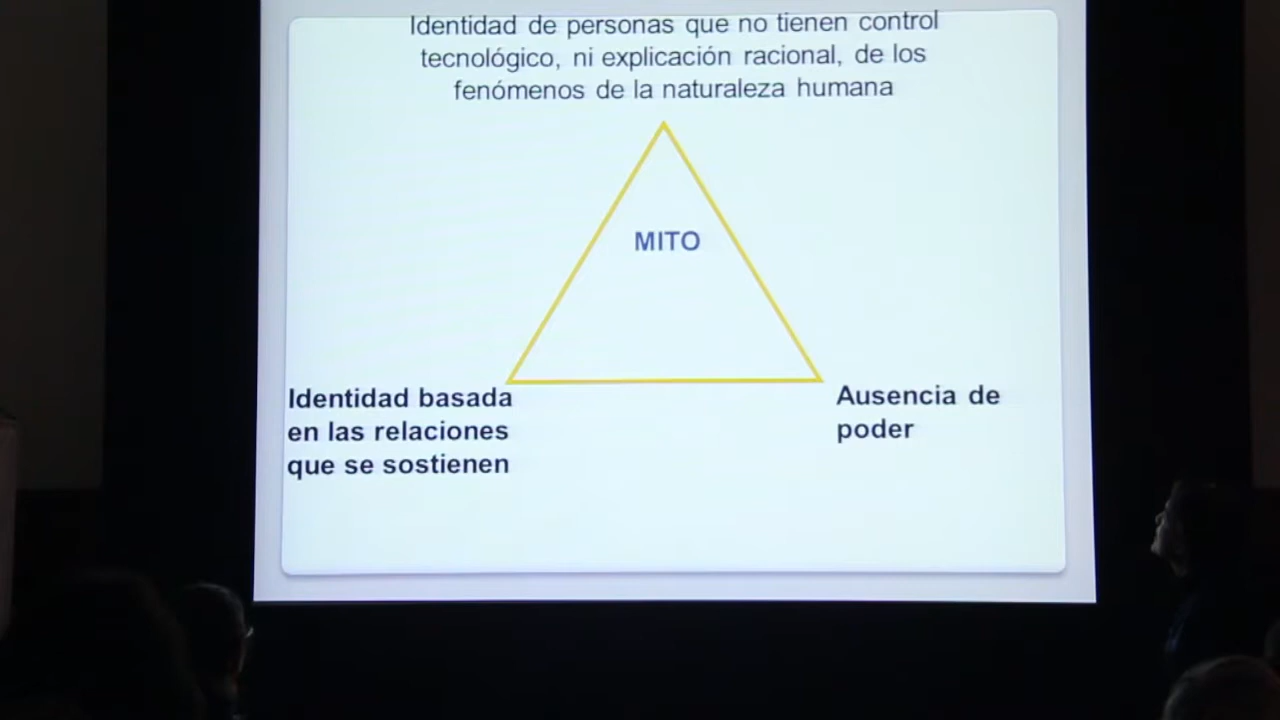 Identidad de personas que no tienen control
tecnológico, ni explicación racional, de los
fenómenos de la naturaleza humana
MITO
Identidad basada
en las relaciones
que se sostienen
Ausencia de
poder